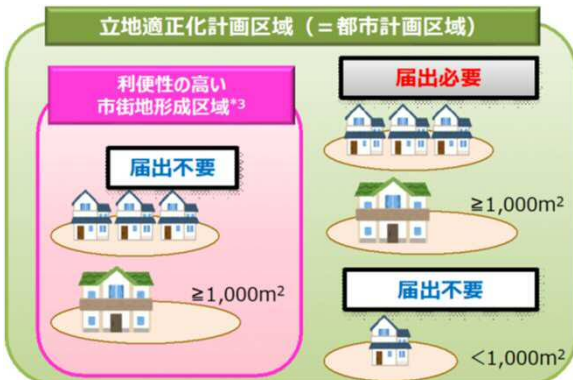 立地適正化計画区域（＝都市計画区域）
利便性の高い
市街地形成区域*3
届出不要
≧1,000m²
届出必要
≧1,000m²
届出不要
＜1,000m²